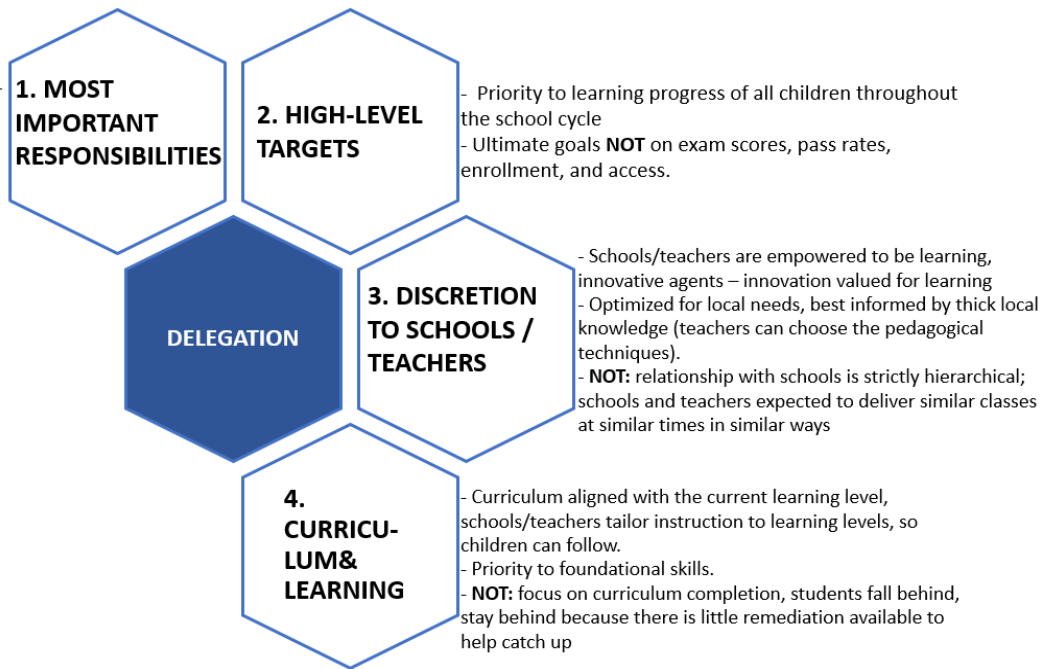 1. MOST
IMPORTANT
RESPONSIBILITIES
2. HIGH-LEVEL
TARGETS
- Priority to learning progress of all children throughout
the school cycle
- Ultimate goals NOT on exam scores, pass rates,
enrollment, and access.
DELEGATION
3. DISCRETION
TO SCHOOLS /
TEACHERS
- Schools/teachers are empowered to be learning,
innovative agents – innovation valued for learning
- Optimized for local needs, best informed by thick local
knowledge (teachers can choose the pedagogical
techniques).
- NOT: relationship with schools is strictly hierarchical;
schools and teachers expected to deliver similar classes
at similar times in similar ways
4.
CURRICU-
LUM&
LEARNING
- Curriculum aligned with the current learning level,
schools/teachers tailor instruction to learning levels, so
children can follow.
- Priority to foundational skills.
- NOT: focus on curriculum completion, students fall behind,
stay behind because there is little remediation available to
help catch up